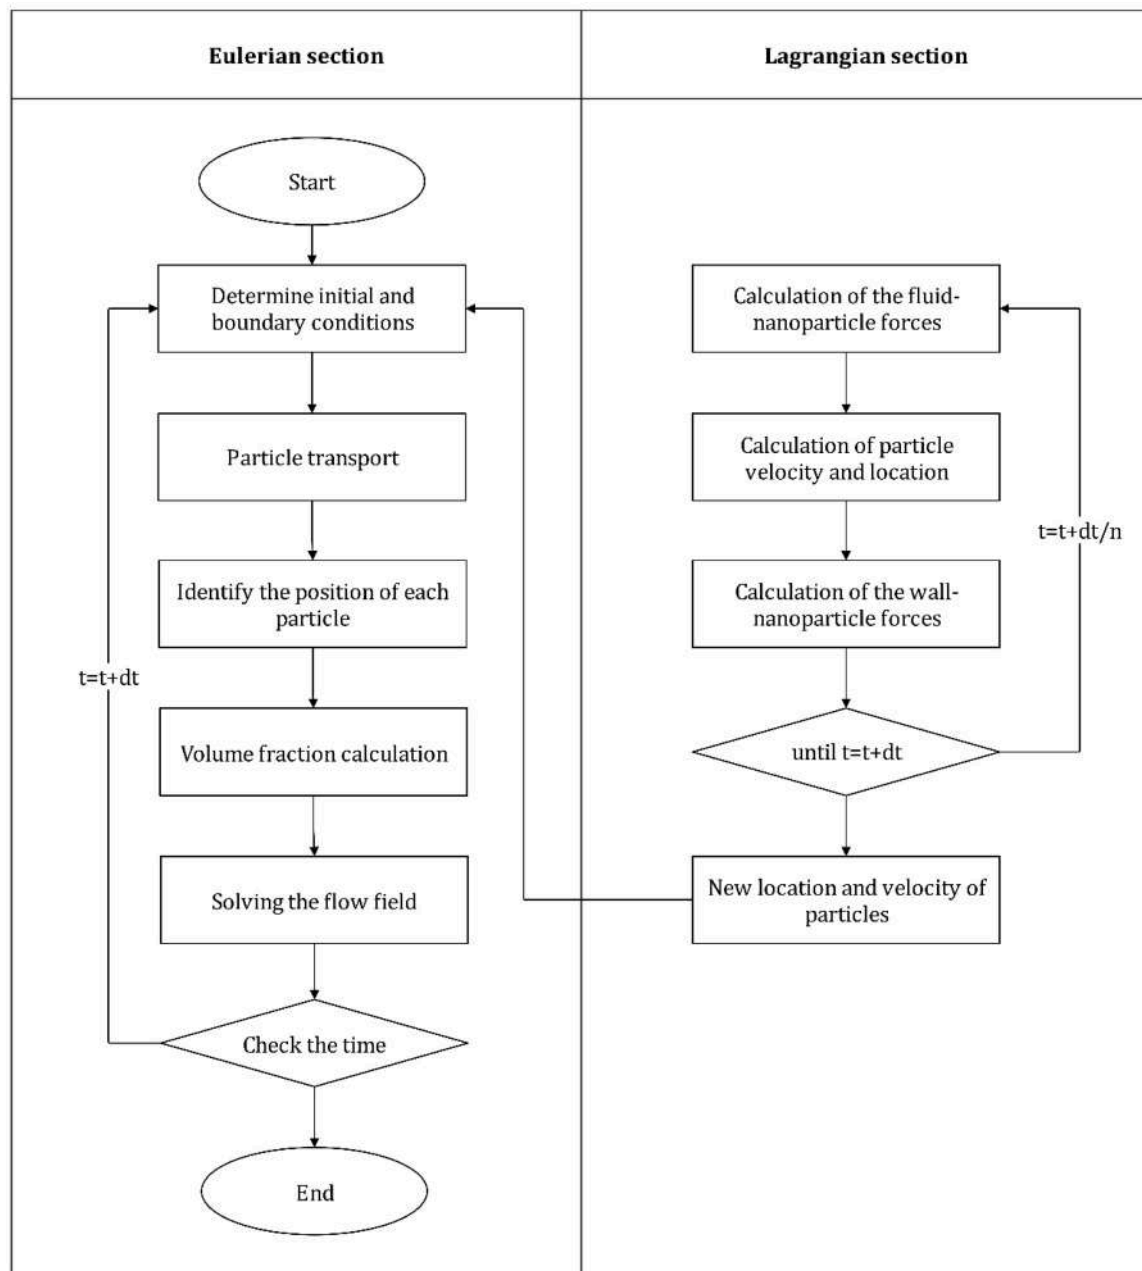 Eulerian section
Start
Determine initial and
boundary conditions
Particle transport
Identify the position of each
particle
t=t+dt
Volume fraction calculation
Solving the flow field
Check the time
End
Lagrangian section
Calculation of the fluid-
nanoparticle forces
Calculation of particle
velocity and location
t=t+dt/n
Calculation of the wall-
nanoparticle forces
until t=t+dt
New location and velocity of
particles